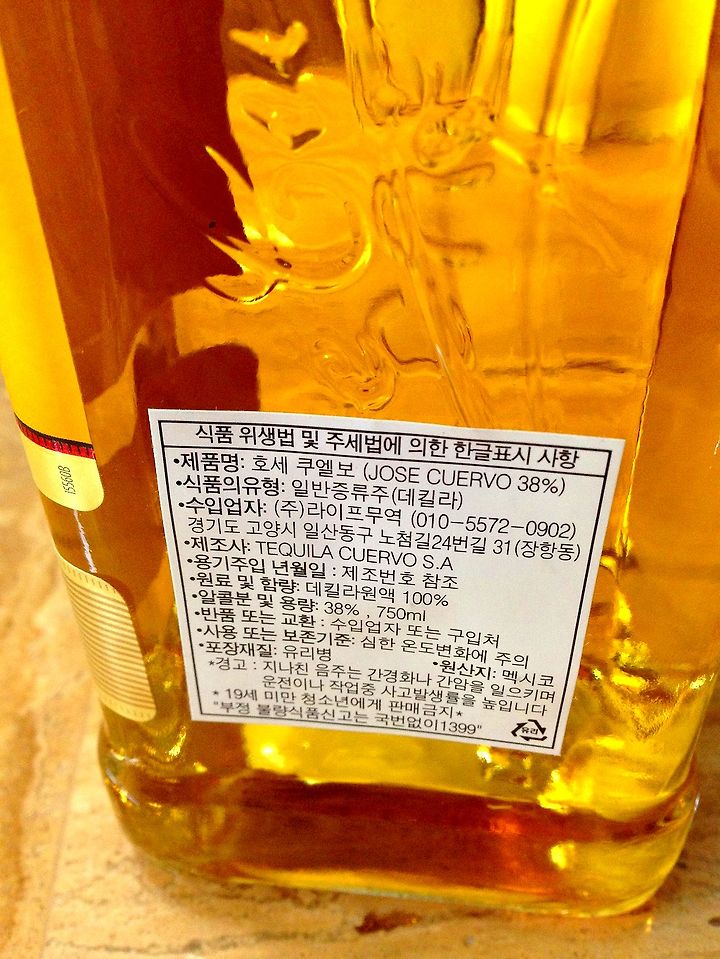 식품 위생법 및 주세법에 의한 한글표시 사항
•제품명: 호세 쿠엘보 (JOSE CUERVO 38%)
•식품의유형: 일반증류주(데킬라)
•수입업자: (주)라이프무역 (010-5572-0902)
경기도 고양시 일산동구 노첨길24번길 31(장항동)
•제조사: TEQUILA CUERVO S.A
•용기주입 년월일 : 제조번호 참조
•원료 및 함량: 데킬라원액 100%
•알콜분 및 용량: 38% , 750ml
•반품 또는 교환 : 수입업자 또는 구입처
•사용 또는 보존기준: 심한 온도변화에 주의
•포장재질: 유리병 •원산지: 멕시코
*경고 : 지나친 음주는 간경화나 간암을 일으키며
운전이나 작업중 사고발생률을 높입니다
* 19세 미만 청소년에게 판매금지*
"부정 불량식품신고는 국번없이1399"
유리
15560B